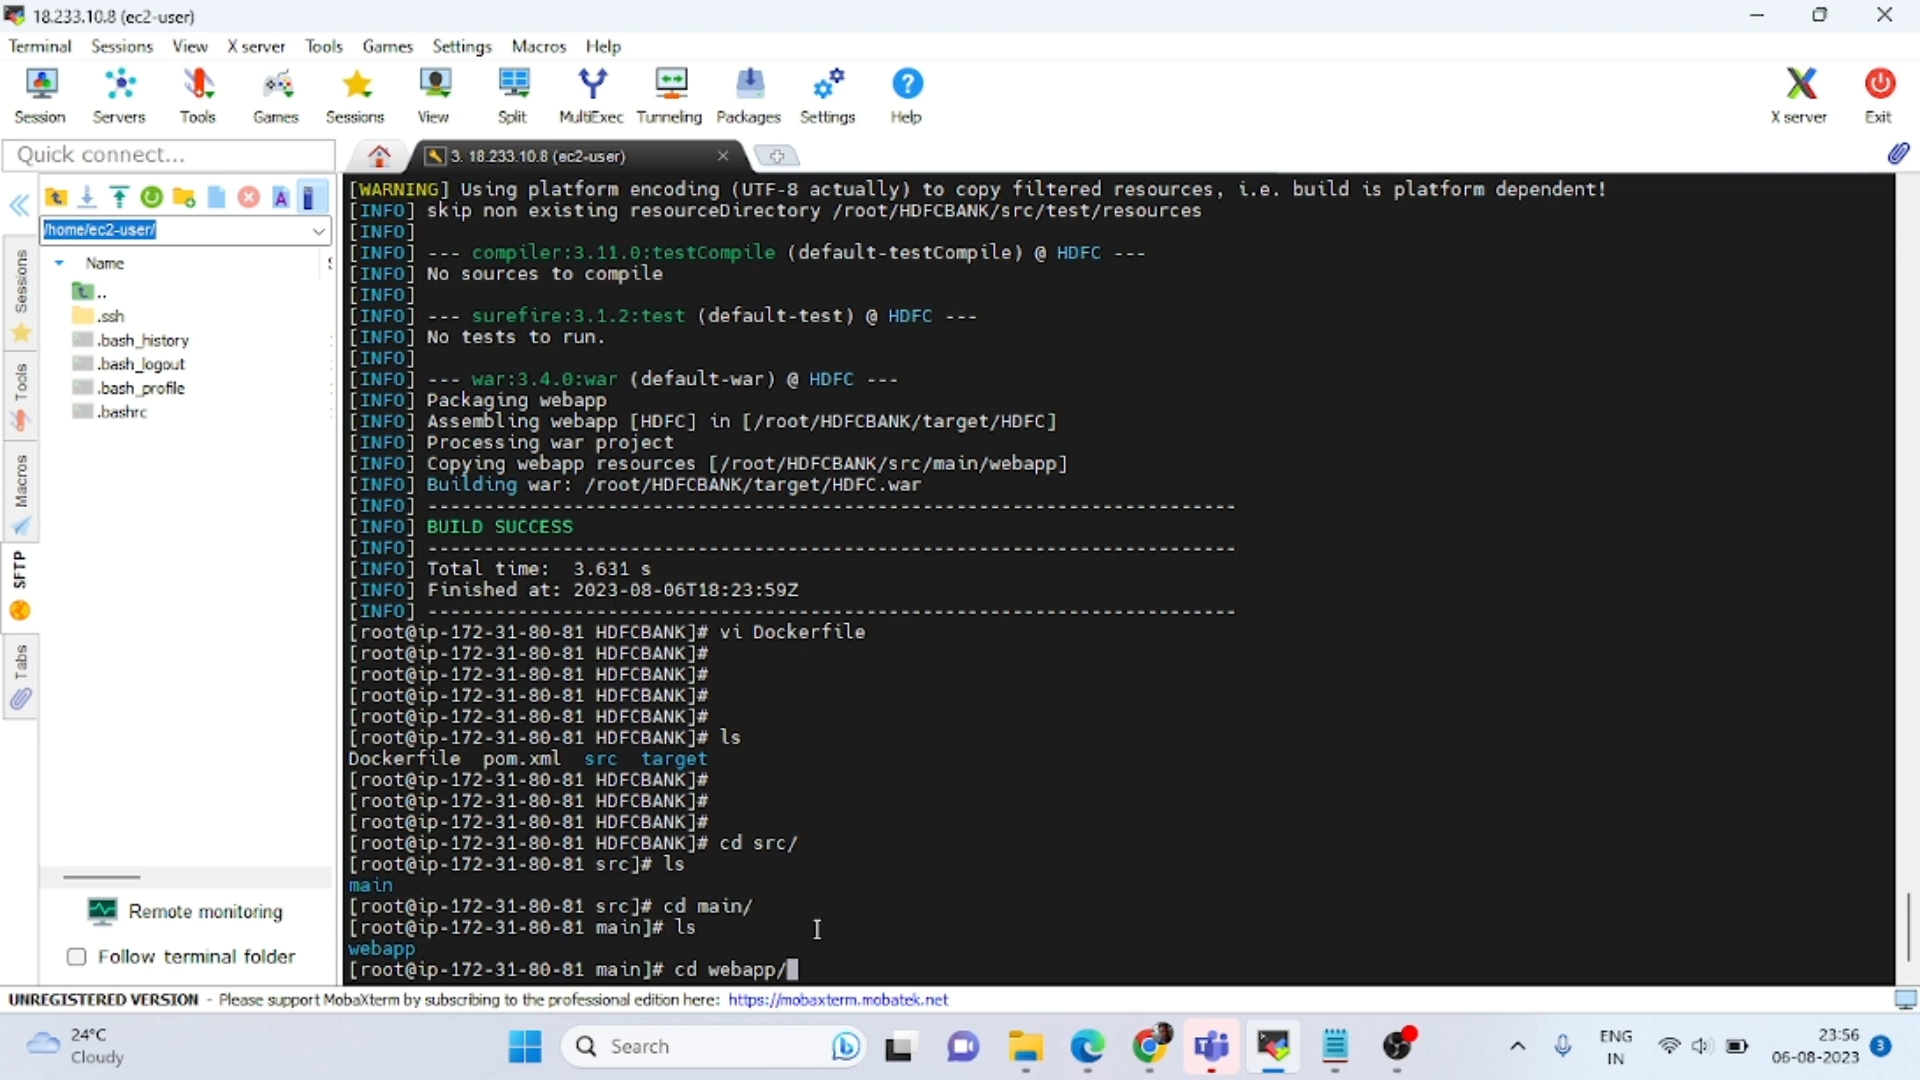 18.233.10.8 (ec2-user)
Terminal Sessions View X server Tools Games Settings Macros Help
Session Servers Tools Games Sessions View Split MultiExec Tunneling Packages Settings Help X server Exit
Quick connect...
3. 18.233.10.8 (ec2-user)
/home/ec2-user/
Name
..
.ssh
.bash_history
.bash_logout
.bash_profile
.bashrc
Sessions
Tools
Macros
SFTP
Tabs
Remote monitoring
Follow terminal folder
[WARNING] Using platform encoding (UTF-8 actually) to copy filtered resources, i.e. build is platform dependent!
[INFO] skip non existing resourceDirectory /root/HDFCBANK/src/test/resources
[INFO]
[INFO] --- compiler:3.11.0:testCompile (default-testCompile) @ HDFC ---
[INFO] No sources to compile
[INFO]
[INFO] --- surefire:3.1.2:test (default-test) @ HDFC ---
[INFO] No tests to run.
[INFO]
[INFO] --- war:3.4.0:war (default-war) @ HDFC ---
[INFO] Packaging webapp
[INFO] Assembling webapp [HDFC] in [/root/HDFCBANK/target/HDFC]
[INFO] Processing war project
[INFO] Copying webapp resources [/root/HDFCBANK/src/main/webapp]
[INFO] Building war: /root/HDFCBANK/target/HDFC.war
[INFO] ------------------------------------------------------------------------
[INFO] BUILD SUCCESS
[INFO] ------------------------------------------------------------------------
[INFO] Total time:  3.631 s
[INFO] Finished at: 2023-08-06T18:23:59Z
[INFO] ------------------------------------------------------------------------
[root@ip-172-31-80-81 HDFCBANK]# vi Dockerfile
[root@ip-172-31-80-81 HDFCBANK]#
[root@ip-172-31-80-81 HDFCBANK]#
[root@ip-172-31-80-81 HDFCBANK]#
[root@ip-172-31-80-81 HDFCBANK]#
[root@ip-172-31-80-81 HDFCBANK]# ls
Dockerfile  pom.xml  src  target
[root@ip-172-31-80-81 HDFCBANK]#
[root@ip-172-31-80-81 HDFCBANK]#
[root@ip-172-31-80-81 HDFCBANK]#
[root@ip-172-31-80-81 HDFCBANK]# cd src/
[root@ip-172-31-80-81 src]# ls
main
[root@ip-172-31-80-81 src]# cd main/
[root@ip-172-31-80-81 main]# ls
webapp
[root@ip-172-31-80-81 main]# cd webapp/
UNREGISTERED VERSION - Please support MobaXterm by subscribing to the professional edition here: https://mobaxterm.mobatek.net
24°C
Cloudy
Search
ENG
IN
23:56
06-08-2023
3